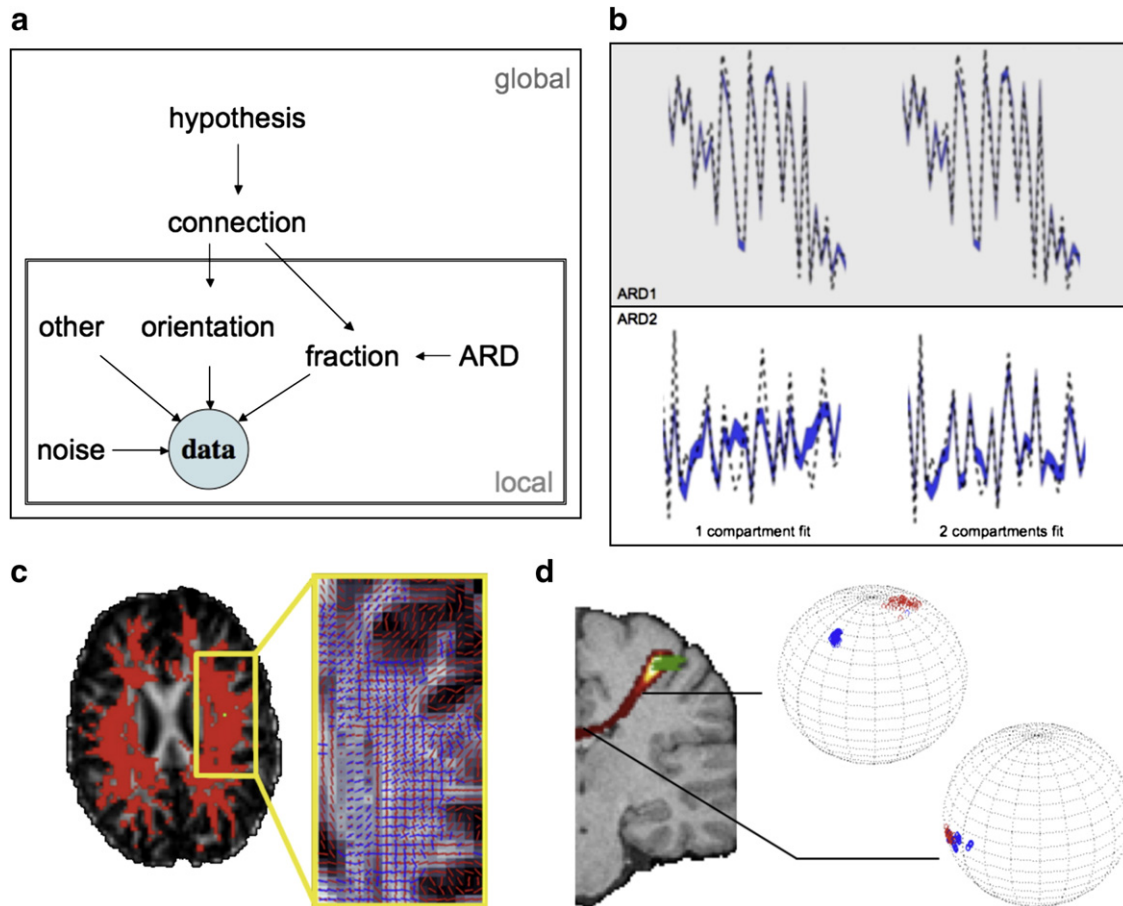 a
global
hypothesis
connection
other
orientation
fraction
ARD
noise
data
local
b
ARD1
ARD2
1 compartment fit
2 compartments fit
c
d